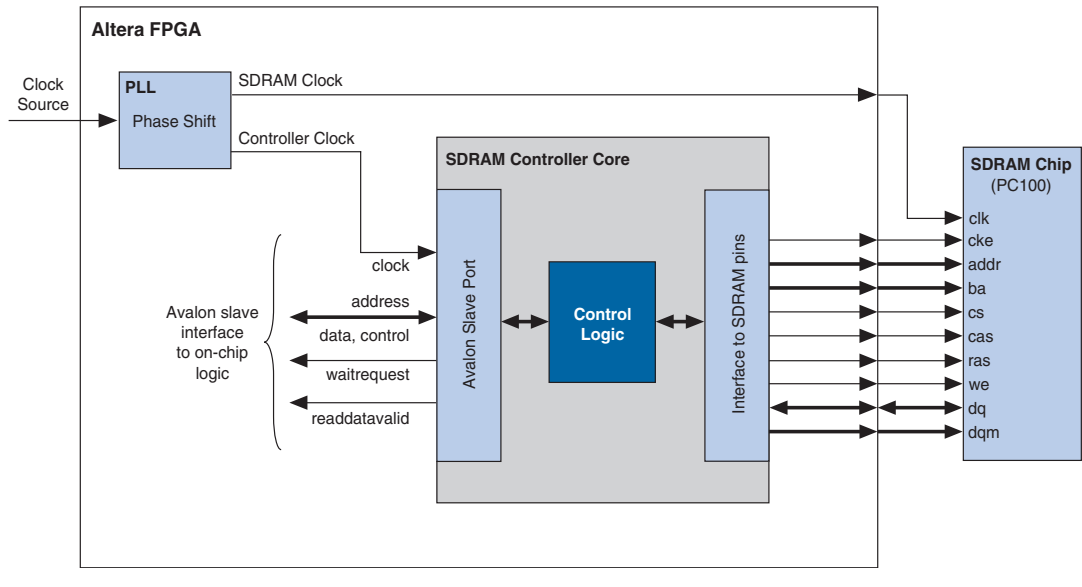 Altera FPGA
Clock
Source
PLL
Phase Shift
SDRAM Clock
Controller Clock
SDRAM Controller Core
Avalon Slave Port
Control
Logic
Interface to SDRAM pins
clock
address
data, control
waitrequest
readdatavalid
Avalon slave
interface
to on-chip
logic
SDRAM Chip
(PC100)
clk
cke
addr
ba
cs
cas
ras
we
dq
dqm